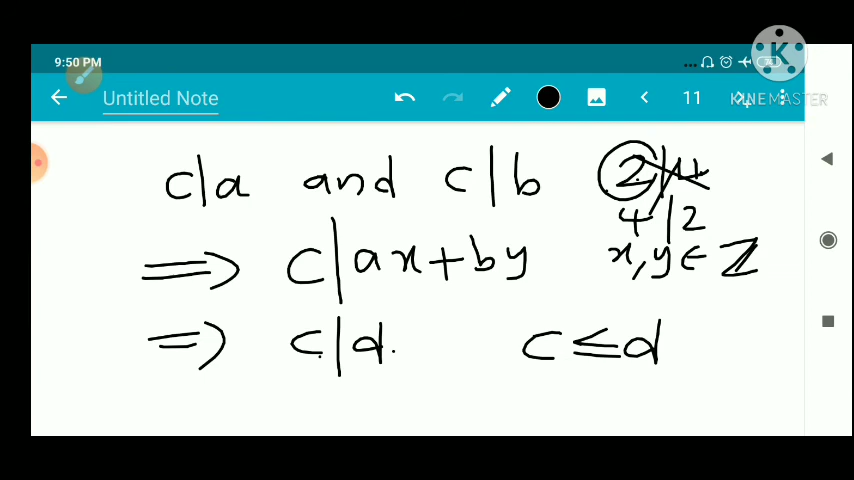 9:50 PM
K
KINEMASTER
Untitled Note
11
c|a and c|b 2|4
4|2
⇒ c|ax+by x,y ∈ ℤ
⇒ c|d. c ≤ d